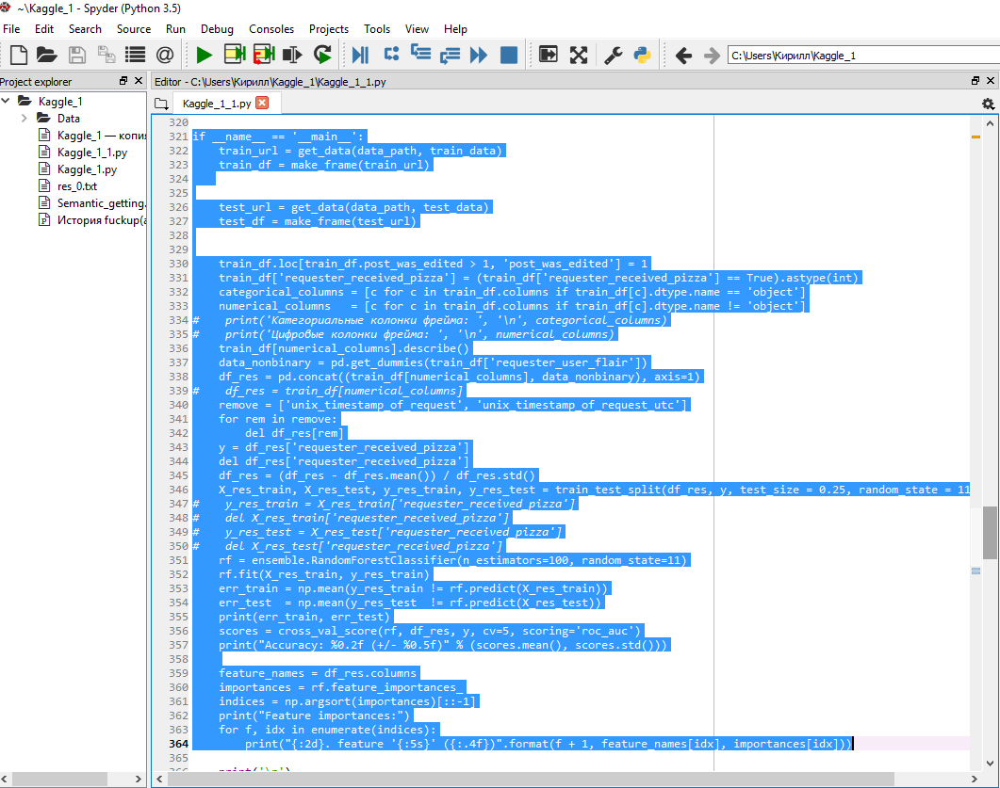 ~\Kaggle_1 - Spyder (Python 3.5)
File Edit Search Source Run Debug Consoles Projects Tools View Help
C:\Users\Кирилл\Kaggle_1
Project explorer
Editor - C:\Users\Кирилл\Kaggle_1\Kaggle_1_1.py
Kaggle_1
Data
Kaggle_1 — копи
Kaggle_1_1.py
Kaggle_1.py
res_0.txt
Semantic_getting.
История fuckup(а
Kaggle_1_1.py
320
321 if __name__ == '__main__':
322 train_url = get_data(data_path, train_data)
323 train_df = make_frame(train_url)
324
325
326 test_url = get_data(data_path, test_data)
327 test_df = make_frame(test_url)
328
329
330 train_df.loc[train_df.post_was_edited > 1, 'post_was_edited'] = 1
331 train_df['requester_received_pizza'] = (train_df['requester_received_pizza'] == True).astype(int)
332 categorical_columns = [c for c in train_df.columns if train_df[c].dtype.name == 'object']
333 numerical_columns   = [c for c in train_df.columns if train_df[c].dtype.name != 'object']
334 #    print('Категориальные колонки фрейма: ', '\n', categorical_columns)
335 #    print('Цифровые колонки фрейма: ', '\n', numerical_columns)
336 train_df[numerical_columns].describe()
337 data_nonbinary = pd.get_dummies(train_df['requester_user_flair'])
338 df_res = pd.concat((train_df[numerical_columns], data_nonbinary), axis=1)
339 #    df_res = train_df[numerical_columns]
340 remove = ['unix_timestamp_of_request', 'unix_timestamp_of_request_utc']
341 for rem in remove:
342 del df_res[rem]
343 y = df_res['requester_received_pizza']
344 del df_res['requester_received_pizza']
345 df_res = (df_res - df_res.mean()) / df_res.std()
346 X_res_train, X_res_test, y_res_train, y_res_test = train_test_split(df_res, y, test_size = 0.25, random_state = 11
347 #    y_res_train = X_res_train['requester_received_pizza']
348 #    del X_res_train['requester_received_pizza']
349 #    y_res_test = X_res_test['requester_received_pizza']
350 #    del X_res_test['requester_received_pizza']
351 rf = ensemble.RandomForestClassifier(n_estimators=100, random_state=11)
352 rf.fit(X_res_train, y_res_train)
353 err_train = np.mean(y_res_train != rf.predict(X_res_train))
354 err_test  = np.mean(y_res_test  != rf.predict(X_res_test))
355 print(err_train, err_test)
356 scores = cross_val_score(rf, df_res, y, cv=5, scoring='roc_auc')
357 print("Accuracy: %0.2f (+/- %0.5f)" % (scores.mean(), scores.std()))
358
359 feature_names = df_res.columns
360 importances = rf.feature_importances_
361 indices = np.argsort(importances)[::-1]
362 print("Feature importances:")
363 for f, idx in enumerate(indices):
364 print("{:2d}. feature '{:5s}' ({:.4f})".format(f + 1, feature_names[idx], importances[idx]))
365